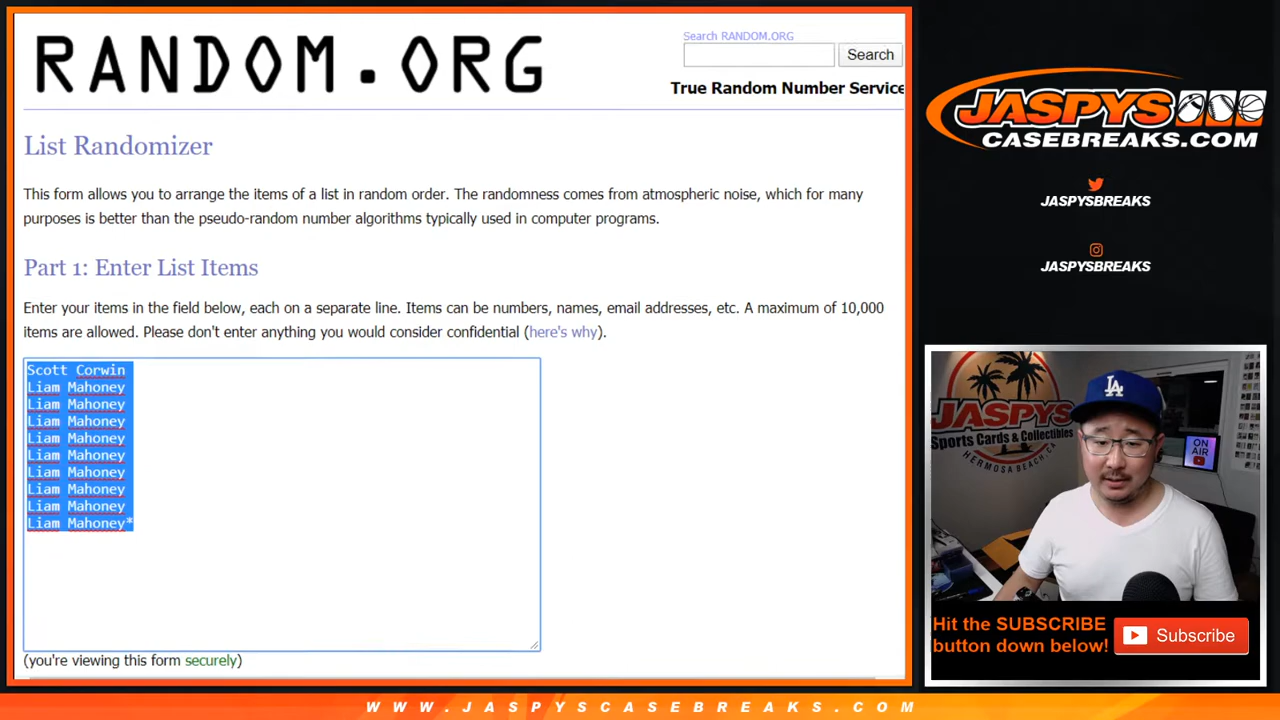 RANDOM.ORG
Search RANDOM.ORG
Search
True Random Number Service
List Randomizer
This form allows you to arrange the items of a list in random order. The randomness comes from atmospheric noise, which for many
purposes is better than the pseudo-random number algorithms typically used in computer programs.
Part 1: Enter List Items
Enter your items in the field below, each on a separate line. Items can be numbers, names, email addresses, etc. A maximum of 10,000
items are allowed. Please don't enter anything you would consider confidential (here's why).
Scott Corwin
Liam Mahoney
Liam Mahoney
Liam Mahoney
Liam Mahoney
Liam Mahoney
Liam Mahoney
Liam Mahoney
Liam Mahoney
Liam Mahoney*
(you're viewing this form securely)
JASPYS
CASEBREAKS.COM
JASPYSBREAKS
JASPYSBREAKS
JASPYS
Sports Cards & Collectibles
HERMOSA BEACH, CA
LA
ON
AIR
Hit the SUBSCRIBE
button down below!
Subscribe
WWW.JASPYSCASEBREAKS.COM